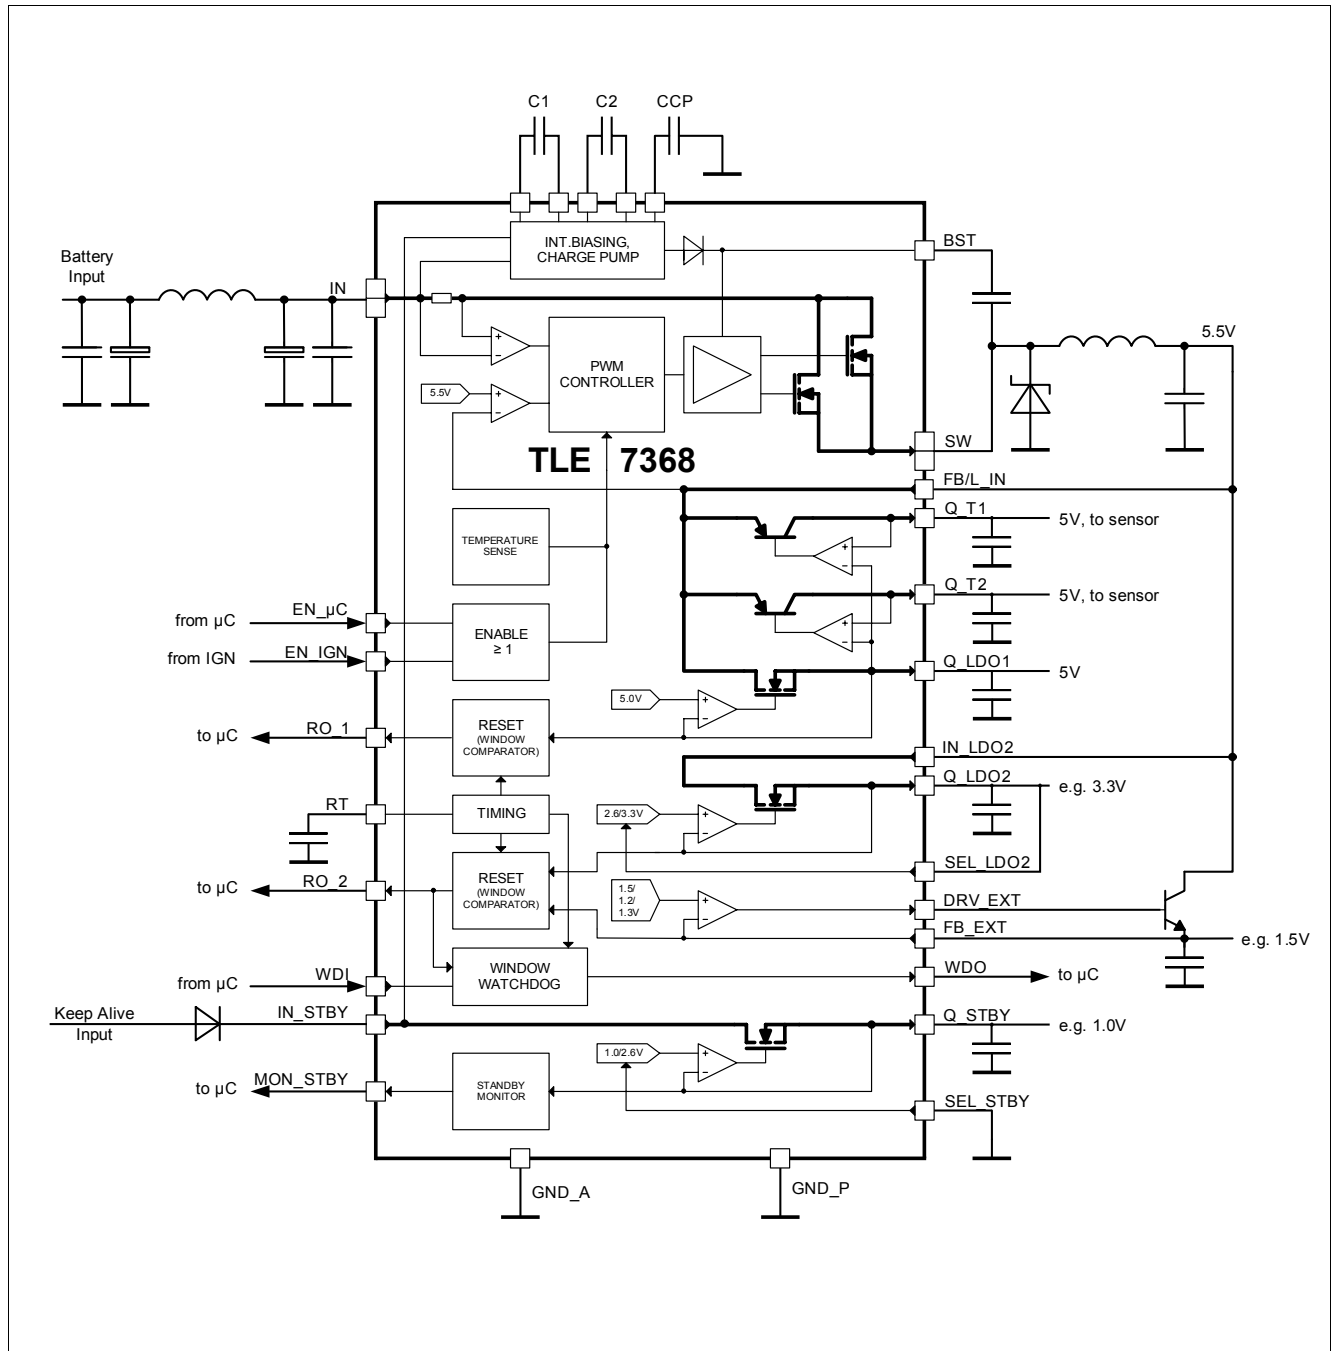 C1
C2
CCP
INT.BIASING,
CHARGE PUMP
BST
Battery
Input
IN
5.5V
PWM
CONTROLLER
+
−
5.5V
+
−
SW
TLE 7368
FB/L_IN
Q_T1
5V, to sensor
+
−
TEMPERATURE
SENSE
Q_T2
5V, to sensor
+
−
from µC
EN_µC
ENABLE
≥ 1
from IGN
EN_IGN
Q_LDO1
5V
5.0V
+
−
to µC
RO_1
RESET
(WINDOW
COMPARATOR)
IN_LDO2
Q_LDO2
e.g. 3.3V
RT
TIMING
2.6/3.3V
+
−
SEL_LDO2
to µC
RO_2
RESET
(WINDOW
COMPARATOR)
1.5/
1.2/
1.3V
+
−
DRV_EXT
FB_EXT
e.g. 1.5V
from µC
WDI
WINDOW
WATCHDOG
WDO
to µC
Keep Alive
Input
IN_STBY
Q_STBY
e.g. 1.0V
1.0/2.6V
+
−
to µC
MON_STBY
STANDBY
MONITOR
SEL_STBY
GND_A
GND_P